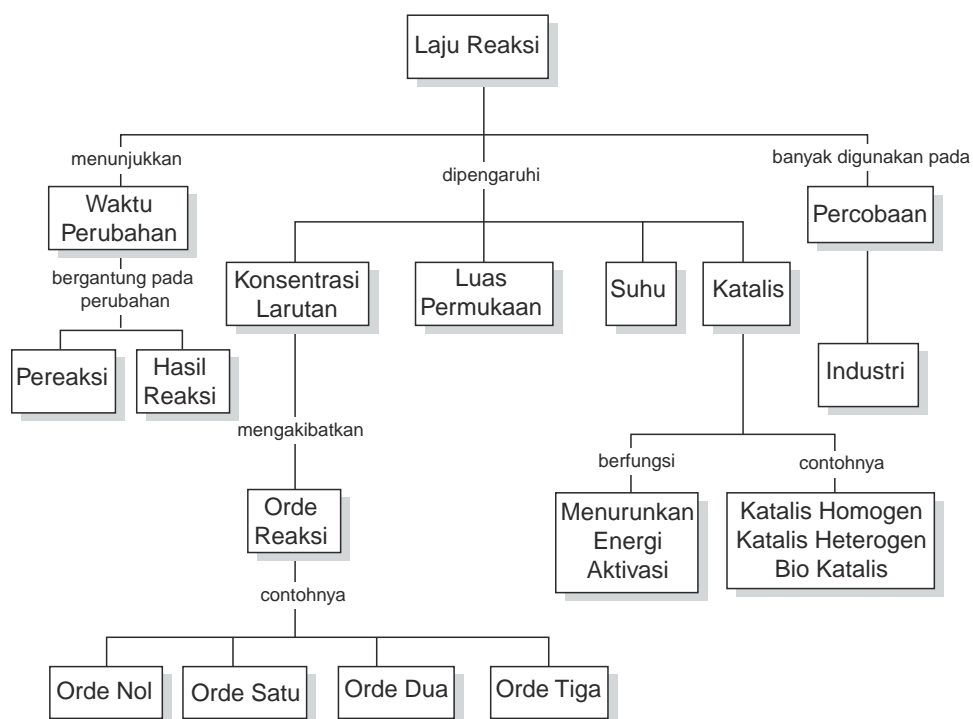 Laju Reaksi
menunjukkan
dipengaruhi
banyak digunakan pada
Waktu
Perubahan
Percobaan
bergantung pada
perubahan
Konsentrasi
Larutan
Luas
Permukaan
Suhu
Katalis
Pereaksi
Hasil
Reaksi
Industri
mengakibatkan
berfungsi
contohnya
Orde
Reaksi
Menurunkan
Energi
Aktivasi
Katalis Homogen
Katalis Heterogen
Bio Katalis
contohnya
Orde Nol
Orde Satu
Orde Dua
Orde Tiga